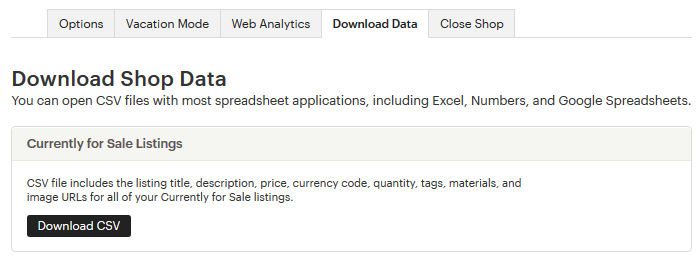 Options Vacation Mode Web Analytics Download Data Close Shop
Download Shop Data
You can open CSV files with most spreadsheet applications, including Excel, Numbers, and Google Spreadsheets.
Currently for Sale Listings
CSV file includes the listing title, description, price, currency code, quantity, tags, materials, and
image URLs for all of your Currently for Sale listings.
Download CSV